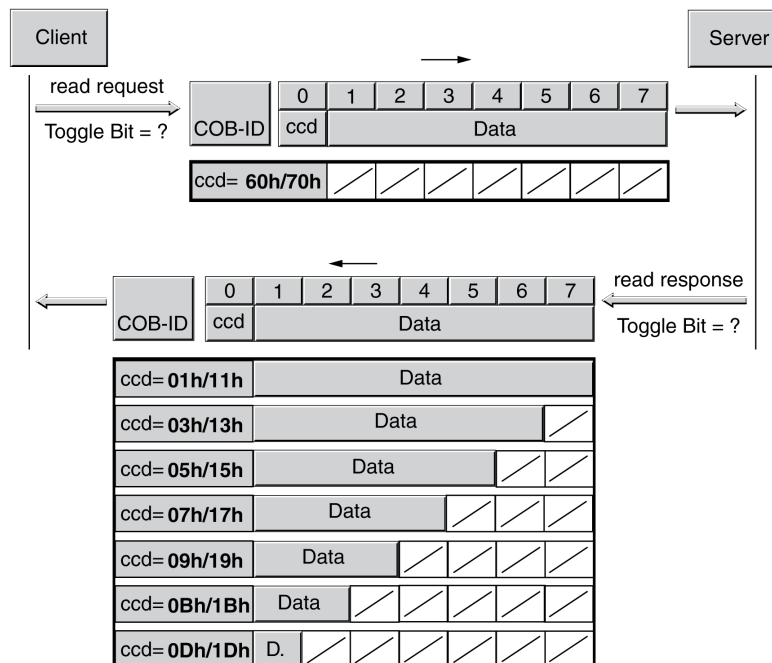 Client
Server
read request
Toggle Bit = ?
COB-ID
0 1 2 3 4 5 6 7
ccd Data
ccd= 60h/70h
read response
Toggle Bit = ?
COB-ID
0 1 2 3 4 5 6 7
ccd Data
ccd= 01h/11h Data
ccd= 03h/13h Data
ccd= 05h/15h Data
ccd= 07h/17h Data
ccd= 09h/19h Data
ccd= 0Bh/1Bh Data
ccd= 0Dh/1Dh D.